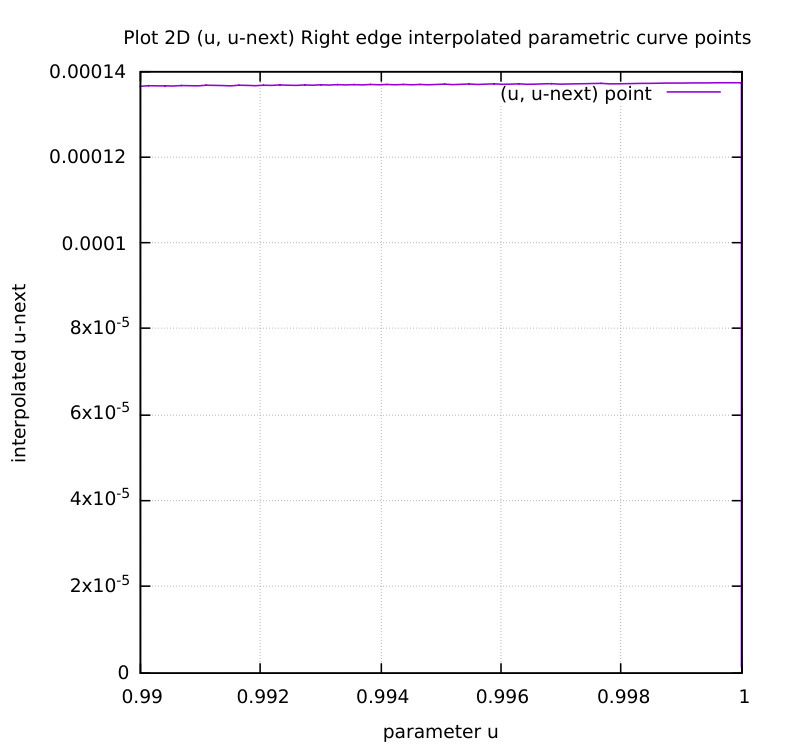 Plot 2D (u, u-next) Right edge interpolated parametric curve points
0.00014
(u, u-next) point
0.00012
0.0001
8x10-5
6x10-5
4x10-5
2x10-5
0
interpolated u-next
0.99 0.992 0.994 0.996 0.998 1
parameter u